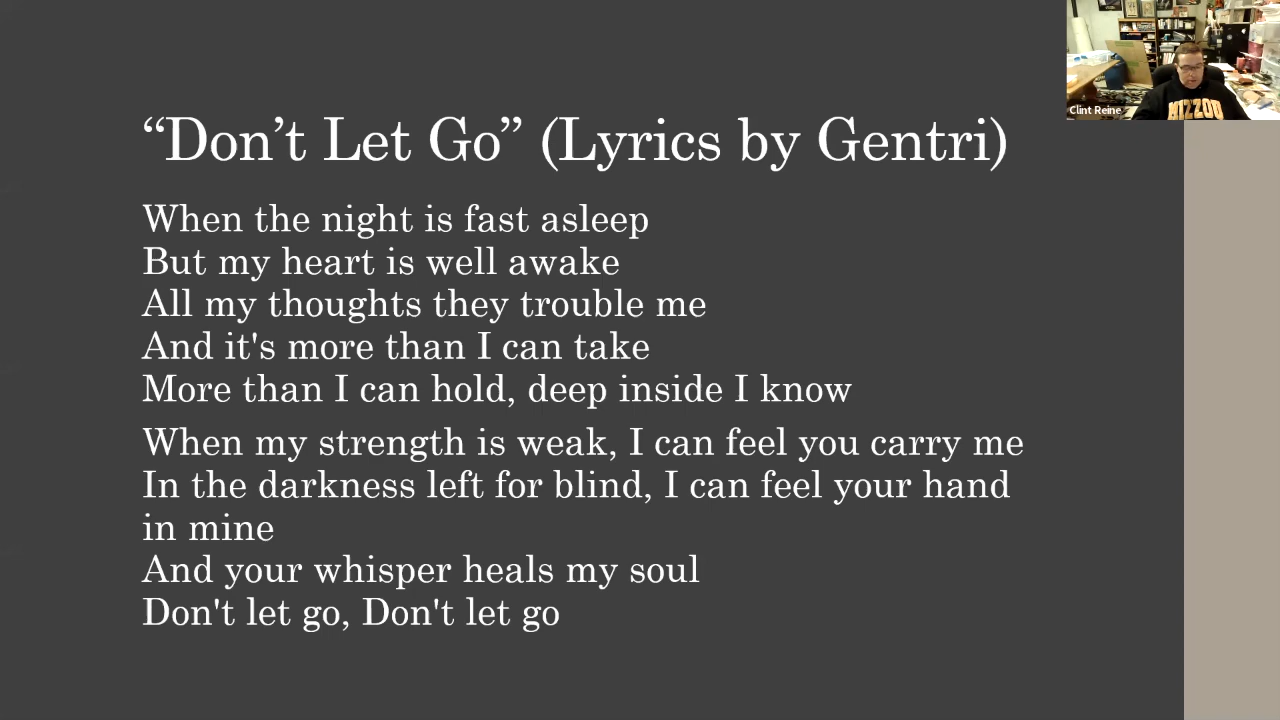 “Don’t Let Go” (Lyrics by Gentri)
When the night is fast asleep
But my heart is well awake
All my thoughts they trouble me
And it's more than I can take
More than I can hold, deep inside I know
When my strength is weak, I can feel you carry me
In the darkness left for blind, I can feel your hand
in mine
And your whisper heals my soul
Don't let go, Don't let go
Clint Reine
MIZZOU